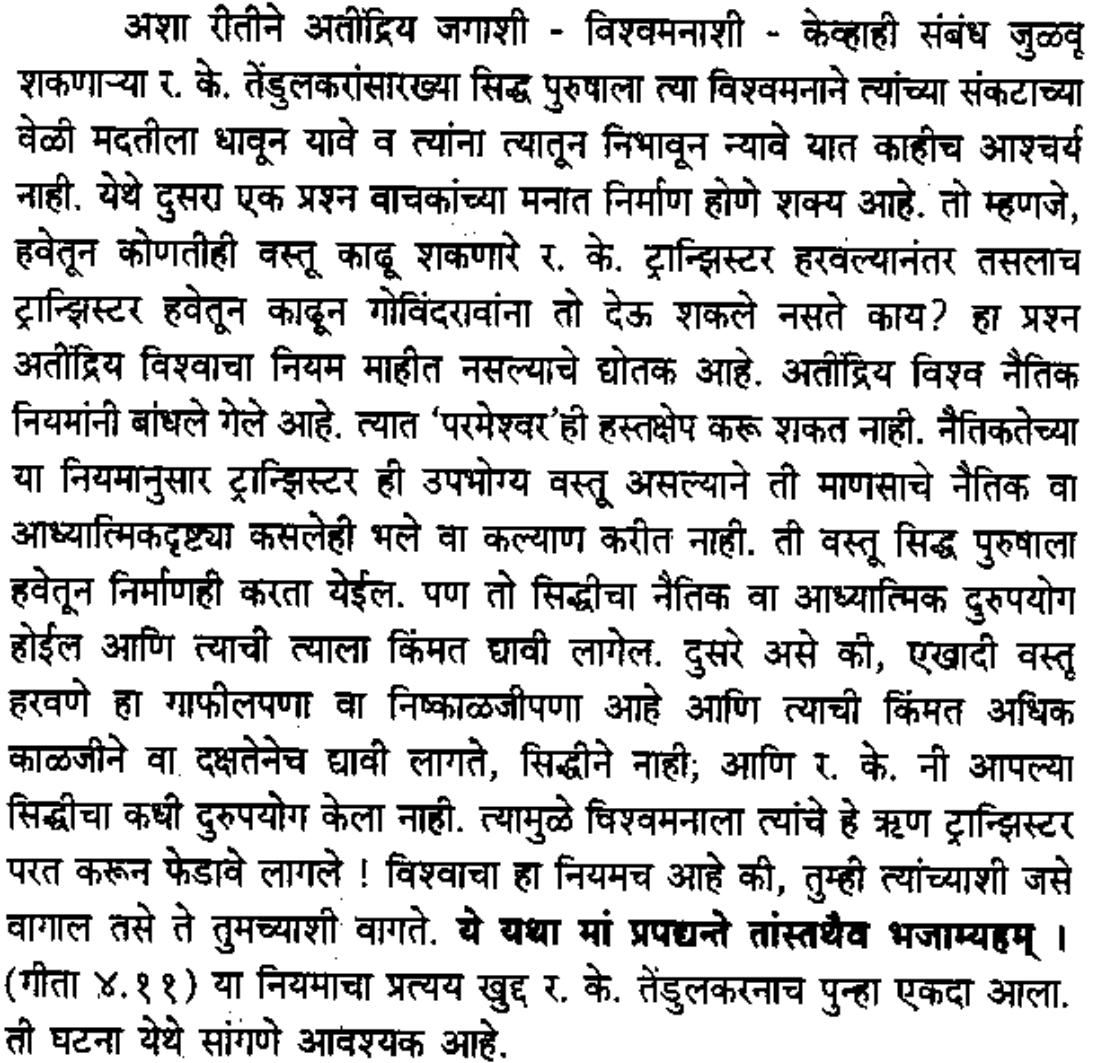 अशा रीतीने अतींद्रिय जगाशी - विश्वमनाशी - केव्हाही संबंध जुळवू
शकणाऱ्या र. के. तेंडुलकरांसारख्या सिद्ध पुरुषाला त्या विश्वमनाने त्यांच्या संकटाच्या
वेळी मदतीला धावून यावे व त्यांना त्यातून निभावून न्यावे यात काहीच आश्चर्य
नाही. येथे दुसरा एक प्रश्न वाचकांच्या मनात निर्माण होणे शक्य आहे. तो म्हणजे,
हवेतून कोणतीही वस्तू काढू शकणारे र. के. ट्रान्झिस्टर हरवल्यानंतर तसलाच
ट्रान्झिस्टर हवेतून काढून गोविंदरावांना तो देऊ शकले नसते काय? हा प्रश्न
अतींद्रिय विश्वाचा नियम माहीत नसल्याचे द्योतक आहे. अतींद्रिय विश्व नैतिक
नियमांनी बांधले गेले आहे. त्यात 'परमेश्वर'ही हस्तक्षेप करू शकत नाही. नैतिकतेच्या
या नियमानुसार ट्रान्झिस्टर ही उपभोग्य वस्तू असल्याने ती माणसाचे नैतिक वा
आध्यात्मिकदृष्ट्या कसलेही भले वा कल्याण करीत नाही. ती वस्तू सिद्ध पुरुषाला
हवेतून निर्माणही करता येईल. पण तो सिद्धीचा नैतिक वा आध्यात्मिक दुरुपयोग
होईल आणि त्याची त्याला किंमत द्यावी लागेल. दुसरे असे की, एखादी वस्तू
हरवणे हा गाफीलपणा वा निष्काळजीपणा आहे आणि त्याची किंमत अधिक
काळजीने वा दक्षतेनेच द्यावी लागते, सिद्धीने नाही; आणि र. के. नी आपल्या
सिद्धीचा कधी दुरुपयोग केला नाही. त्यामुळे विश्वमनाला त्यांचे हे ऋण ट्रान्झिस्टर
परत करून फेडावे लागले ! विश्वाचा हा नियमच आहे की, तुम्ही त्यांच्याशी जसे
वागाल तसे ते तुमच्याशी वागते. ये यथा मां प्रपद्यन्ते तांस्तथैव भजाम्यहम् ।
(गीता ४.११) या नियमाचा प्रत्यय खुद्द र. के. तेंडुलकरनाच पुन्हा एकदा आला.
ती घटना येथे सांगणे आवश्यक आहे.